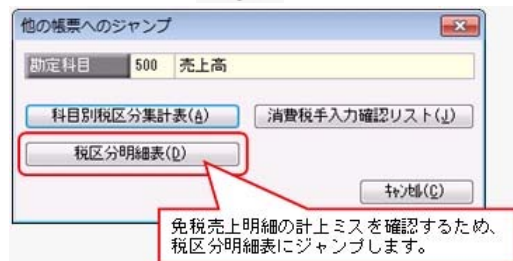 他の帳票へのジャンプ
勘定科目 500 売上高
科目別税区分集計表(A) 消費税手入力確認リスト(J)
税区分明細表(D)
ｷｬﾝｾﾙ(C)
免税売上明細の計上ミスを確認するため、
税区分明細表にジャンプします。